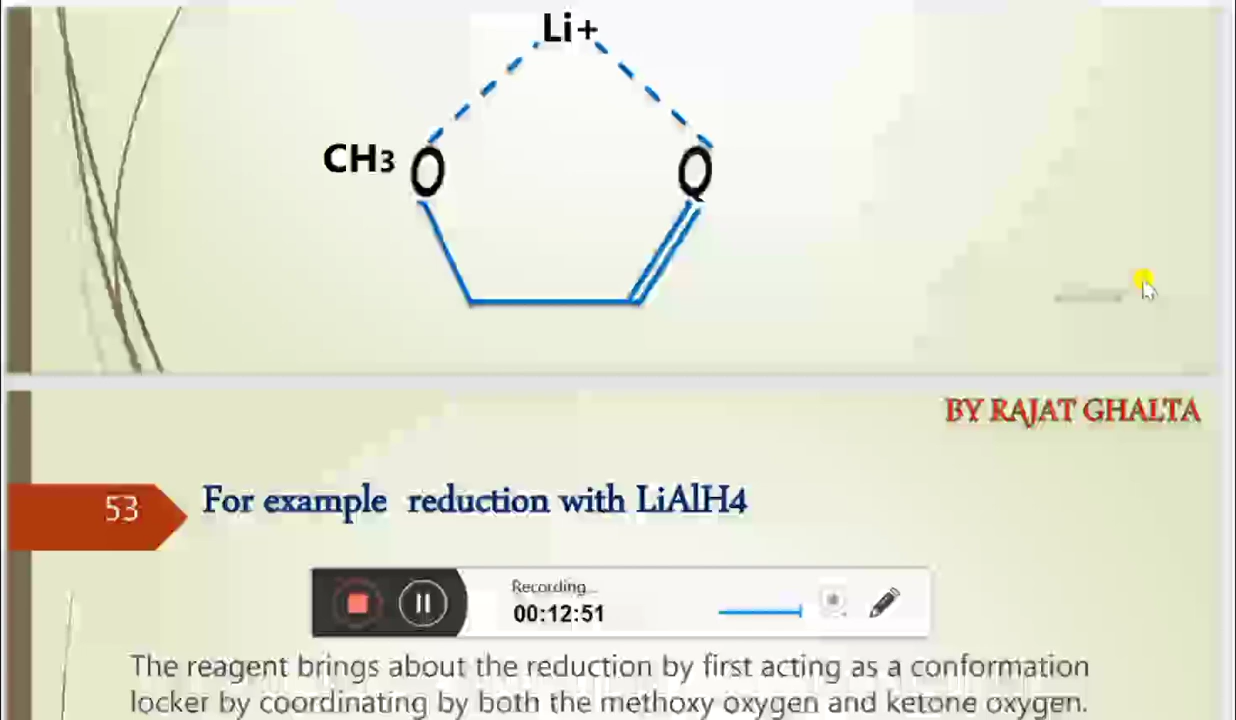 Li+
CH3 O O
BY RAJAT GHALTA
53 For example reduction with LiAlH4
Recording...
00:12:51
The reagent brings about the reduction by first acting as a conformation
locker by coordinating by both the methoxy oxygen and ketone oxygen.